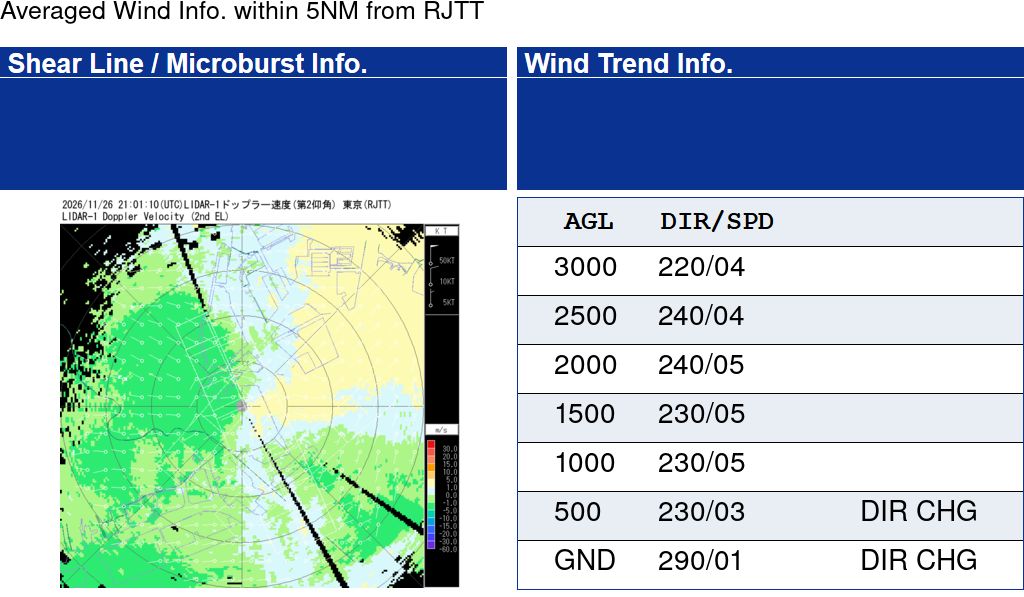 Averaged Wind Info. within 5NM from RJTT
Shear Line / Microburst Info.
Wind Trend Info.
2026/11/26 21:01:10(UTC)LIDAR-1ドップラー速度(第2仰角) 東京(RJTT)
LIDAR-1 Doppler Velocity (2nd EL)
K T
50KT
10KT
5KT
m/s
30.0
20.0
15.0
10.0
5.0
1.0
0.0
-1.0
-5.0
-10.0
-15.0
-20.0
-30.0
-60.0
AGL DIR/SPD
3000 220/04
2500 240/04
2000 240/05
1500 230/05
1000 230/05
500 230/03 DIR CHG
GND 290/01 DIR CHG